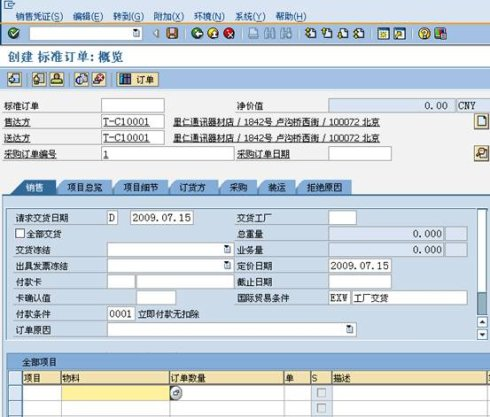 销售凭证(S) 编辑(E) 转到(G) 附加(X) 环境(N) 系统(Y) 帮助(H)
创建 标准订单: 概览
订单
标准订单 净价值 0.00 CNY
售达方 T-C10001 里仁通讯器材店 / 1842号 卢沟桥西街 / 100072 北京
送达方 T-C10001 里仁通讯器材店 / 1842号 卢沟桥西街 / 100072 北京
采购订单编号 1 采购订单日期
销售 项目总览 项目细节 订货方 采购 装运 拒绝原因
请求交货日期 D 2009.07.15 交货工厂
全部交货 总重量 0.000
交货冻结 业务量 0.000
出具发票冻结 定价日期 2009.07.15
付款卡 截止日期
卡确认值 国际贸易条件 EXW 工厂交货
付款条件 0001 立即付款无扣除
订单原因
全部项目
项目 物料 订单数量 单 S 描述